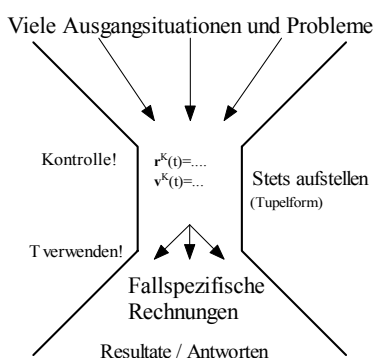 Viele Ausgangsituationen und Probleme
Kontrolle!
r^K(t)=....
v^K(t)=...
Stets aufstellen
(Tupelform)
T verwenden!
Fallspezifische
Rechnungen
Resultate / Antworten